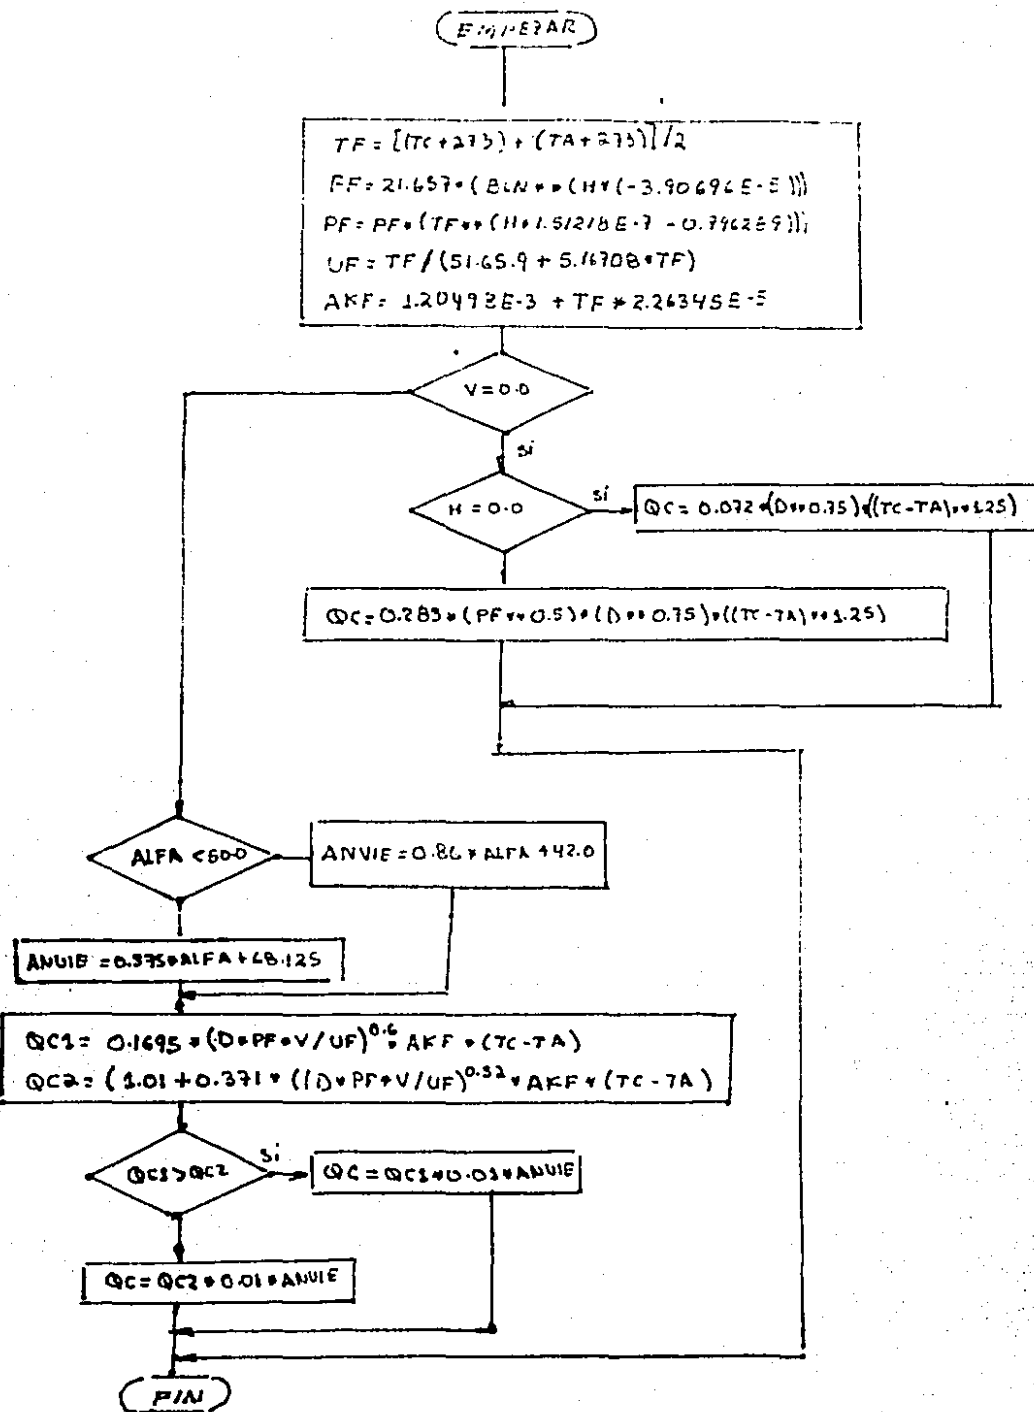 EMPEZAR
TF = [(TC+273) + (TA+273)]/2
PF = 21.657*(BIN**(H*(-3.90696E-5)))
PF = PF*(TF**(H*1.51218E-7 - 0.796259));
UF = TF/(5165.9 + 5.16708*TF)
AKF = 1.20498E-3 + TF*2.26345E-5
V=0.0
si
H=0.0
si
QC = 0.072*(D**0.75)*((TC-TA)**1.25)
QC=0.283*(PF**0.5)*(D**0.75)*((TC-TA)**1.25)
ALFA <50.0
ANVIE=0.86*ALFA+42.0
ANVIE=0.375*ALFA+68.125
QC1= 0.1695*(D*PF*V/UF)^0.6* AKF*(TC-TA)
QC2= (1.01+0.371*((D*PF*V/UF)^0.52*AKF*(TC-TA)
QC1>QC2
si
QC=QC1*0.01*ANVIE
QC=QC2*0.01*ANVIE
FIN